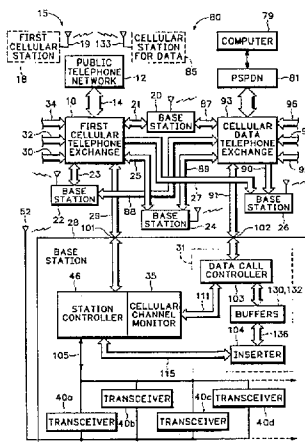 15
80
79
FIRST
CELLULAR
STATION
19
133
CELLULAR
STATION
FOR DATA
85
COMPUTER
18
PUBLIC
TELEPHONE
NETWORK
12
PSPDN
81
34
10
14
20
21
BASE
STATION
87
93
96
32
30
FIRST
CELLULAR
TELEPHONE
EXCHANGE
CELLULAR DATA
TELEPHONE
EXCHANGE
23
25
89
90
91
27
BASE
STATION
22
88
29
BASE
STATION
24
BASE
STATION
26
52
28
101
102
BASE
STATION
31
46
35
DATA CALL
CONTROLLER
103
130,132
STATION
CONTROLLER
CELLULAR-
CHANNEL
MONITOR
111
BUFFERS
104
136
INSERTER
105
115
40a
TRANSCEIVER
40b
40c
TRANSCEIVER
40d
TRANSCEIVER
TRANSCEIVER